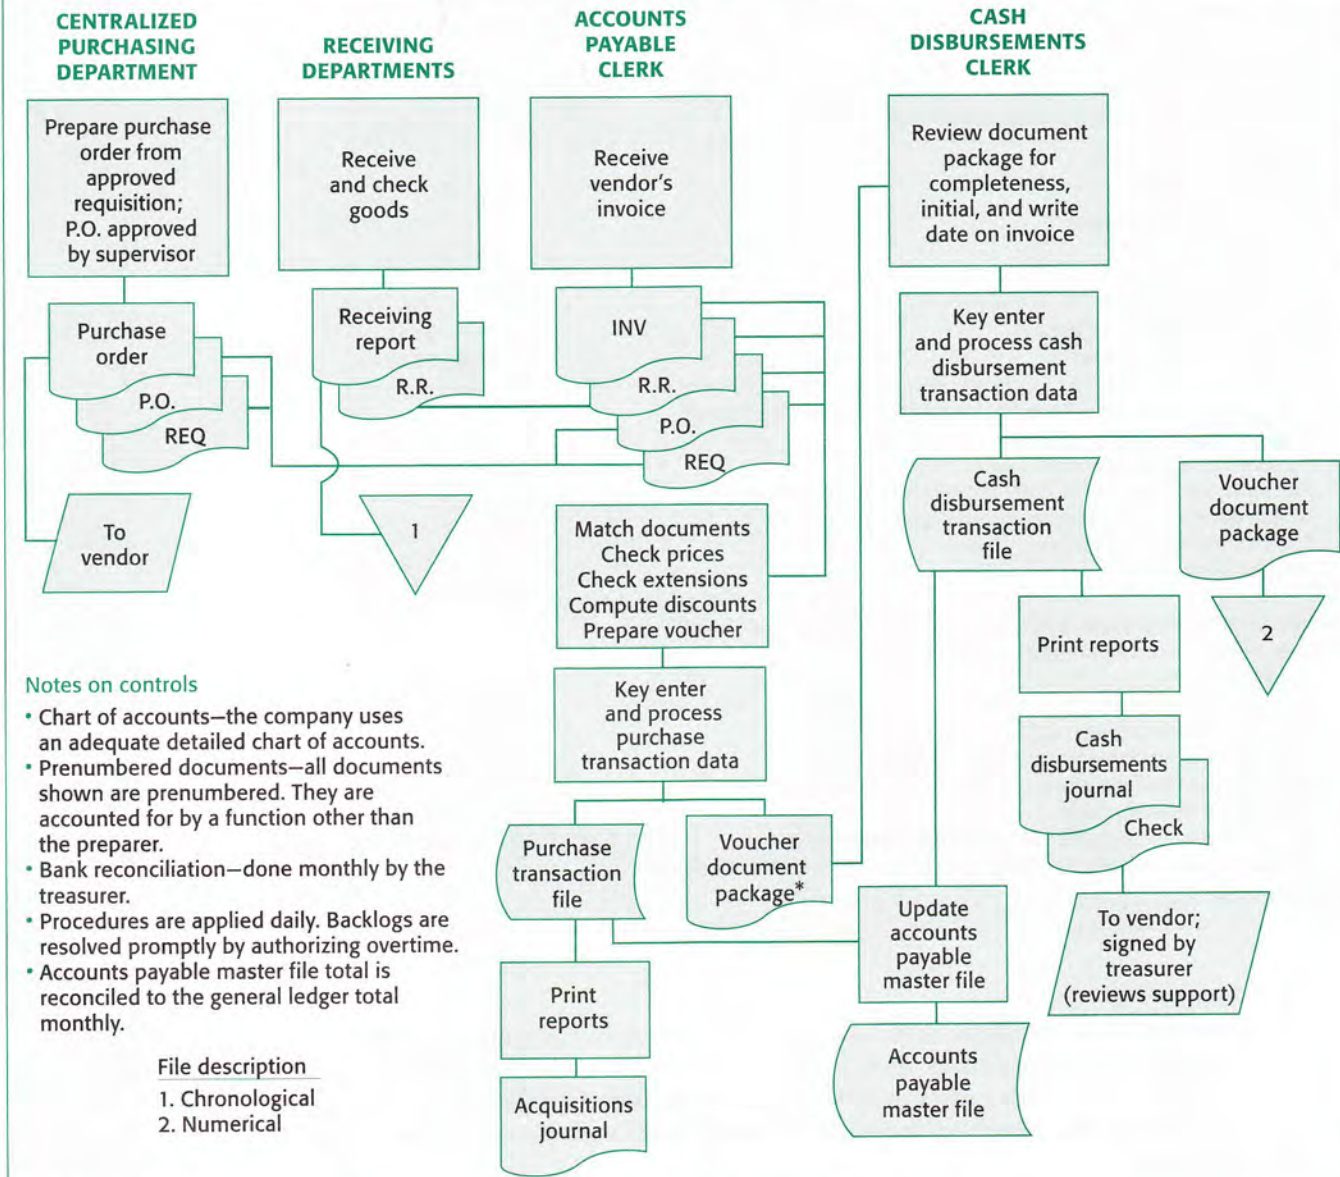 CENTRALIZED
PURCHASING
DEPARTMENT
Prepare purchase
order from
approved
requisition;
P.O. approved
by supervisor
Purchase
order
P.O.
REQ
To
vendor
RECEIVING
DEPARTMENTS
Receive
and check
goods
Receiving
report
R.R.
1
ACCOUNTS
PAYABLE
CLERK
Receive
vendor's
invoice
INV
R.R.
P.O.
REQ
Match documents
Check prices
Check extensions
Compute discounts
Prepare voucher
Key enter
and process
purchase
transaction data
Purchase
transaction
file
Voucher
document
package*
Print
reports
Acquisitions
journal
CASH
DISBURSEMENTS
CLERK
Review document
package for
completeness,
initial, and write
date on invoice
Key enter
and process cash
disbursement
transaction data
Cash
disbursement
transaction
file
Voucher
document
package
2
Print reports
Cash
disbursements
journal
Check
To vendor;
signed by
treasurer
(reviews support)
Update
accounts
payable
master file
Accounts
payable
master file
Notes on controls
• Chart of accounts—the company uses
an adequate detailed chart of accounts.
• Prenumbered documents—all documents
shown are prenumbered. They are
accounted for by a function other than
the preparer.
• Bank reconciliation—done monthly by the
treasurer.
• Procedures are applied daily. Backlogs are
resolved promptly by authorizing overtime.
• Accounts payable master file total is
reconciled to the general ledger total
monthly.
File description
1. Chronological
2. Numerical